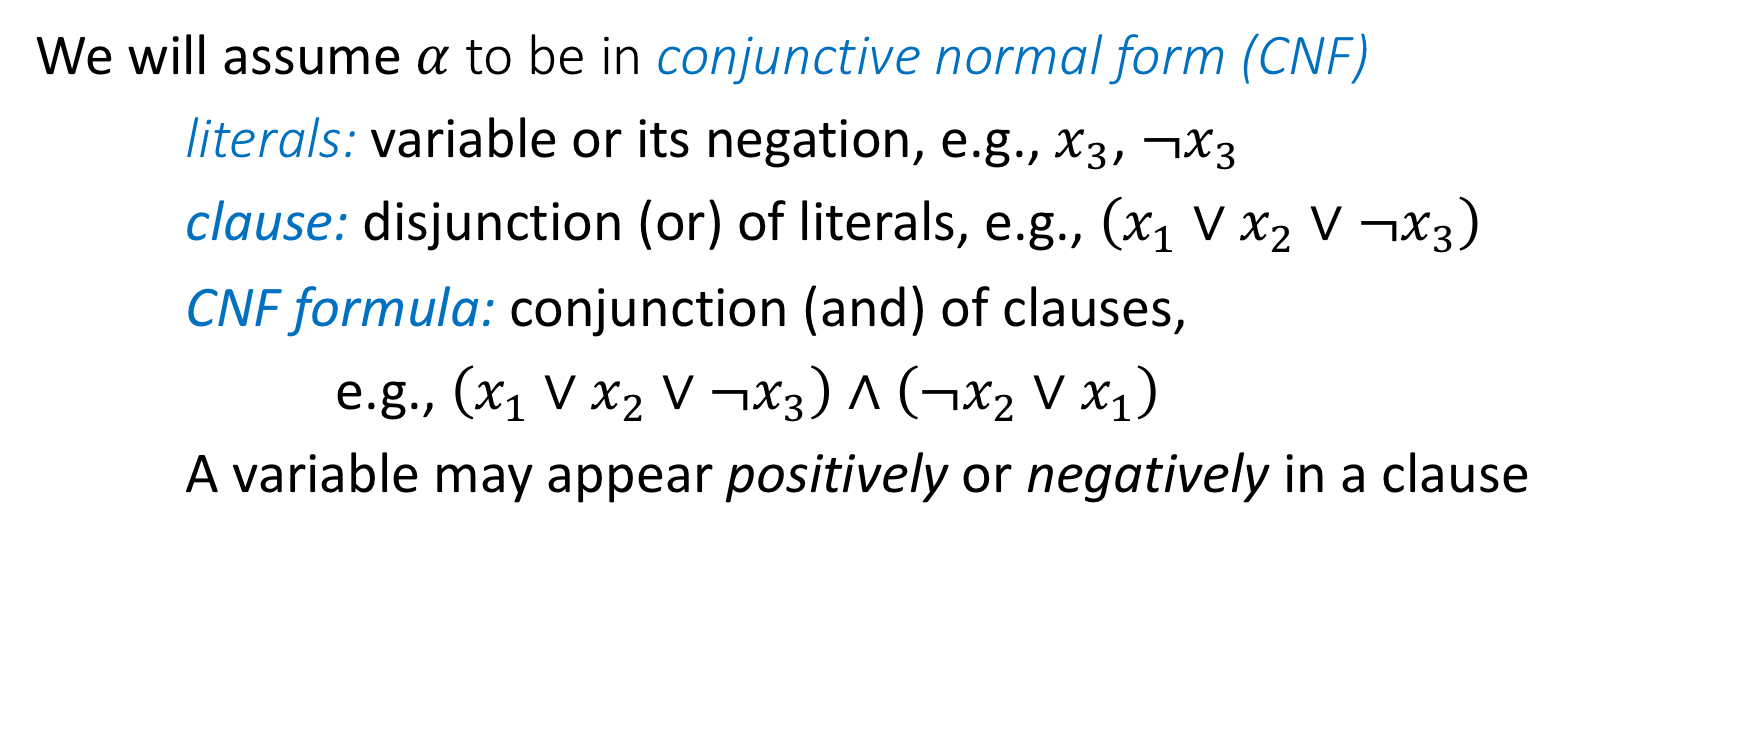 We will assume 𝛼 to be in conjunctive normal form (CNF)
literals: variable or its negation, e.g., 𝑥₃, ¬𝑥₃
clause: disjunction (or) of literals, e.g., (𝑥₁ ∨ 𝑥₂ ∨ ¬𝑥₃)
CNF formula: conjunction (and) of clauses,
e.g., (𝑥₁ ∨ 𝑥₂ ∨ ¬𝑥₃) ∧ (¬𝑥₂ ∨ 𝑥₁)
A variable may appear positively or negatively in a clause